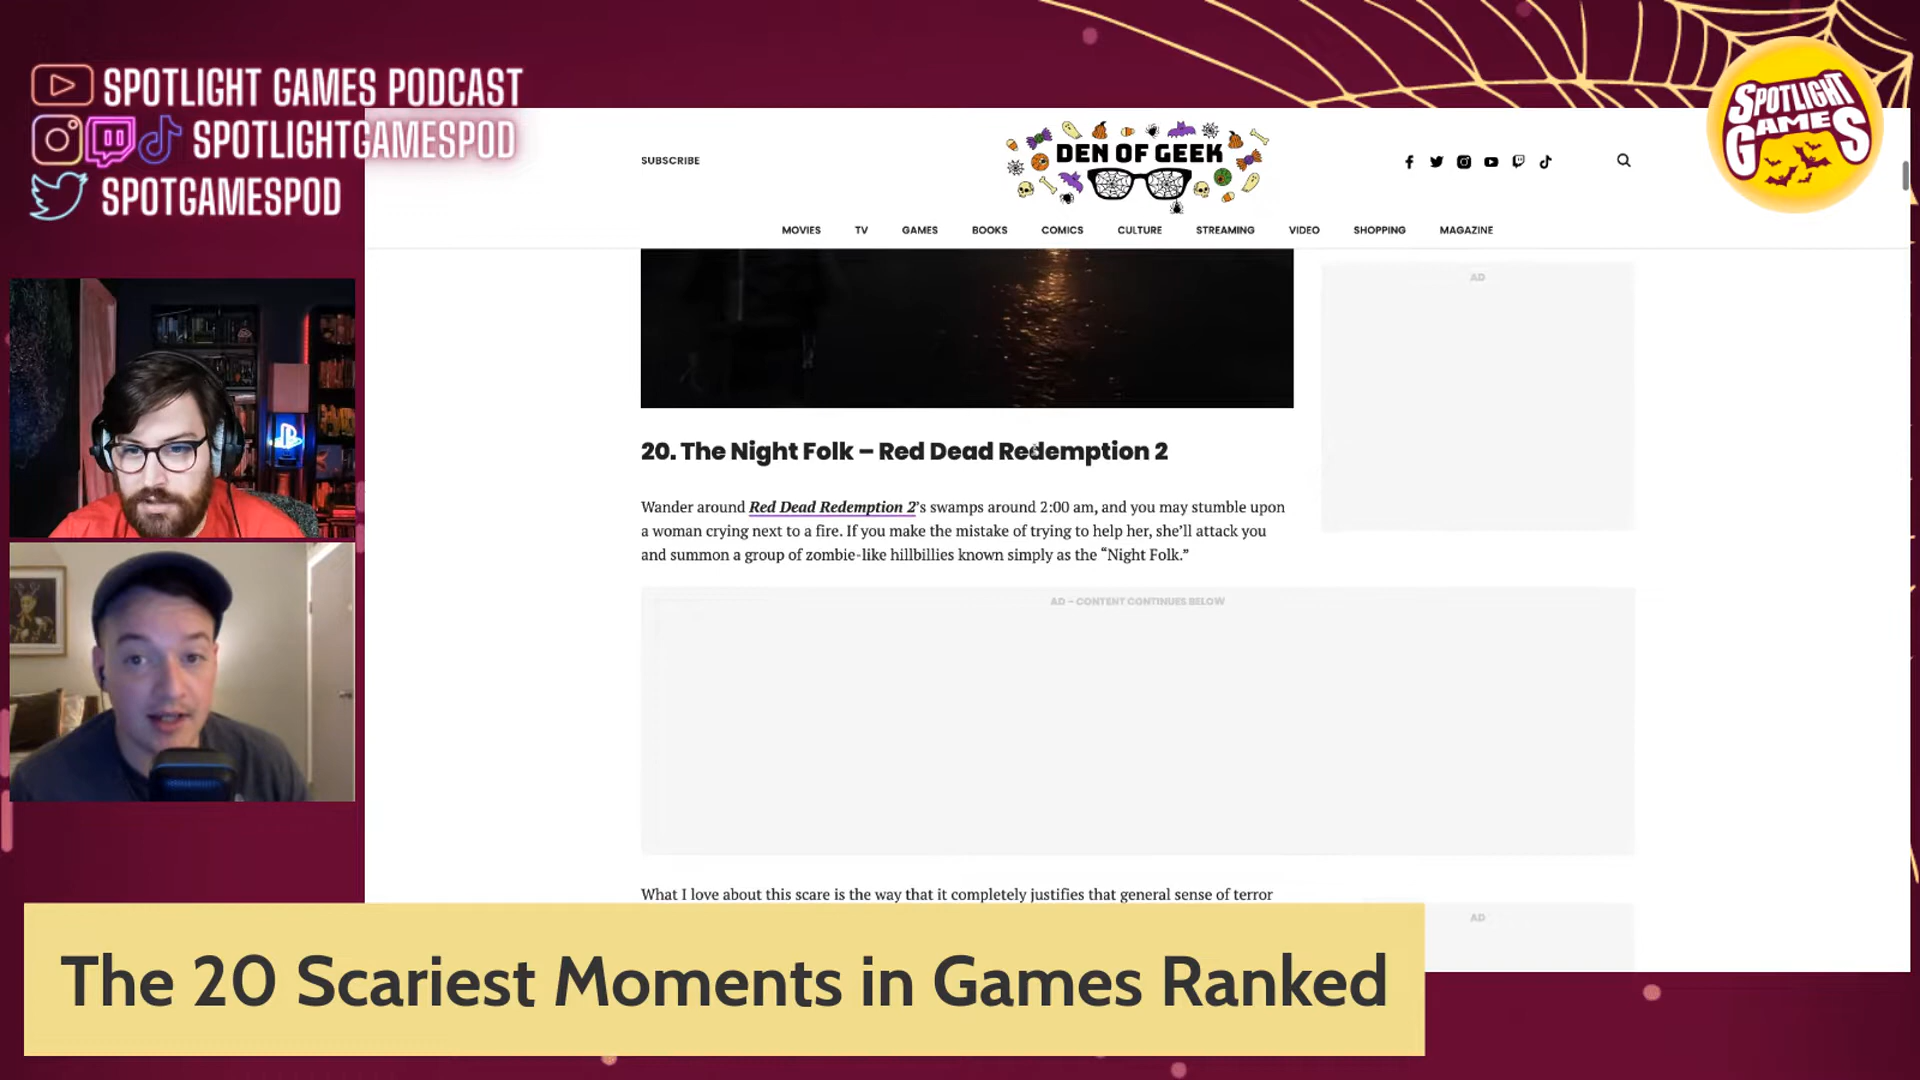 SPOTLIGHT GAMES PODCAST
SPOTLIGHTGAMESPOD
SPOTGAMESPOD
SUBSCRIBE
DEN OF GEEK
SPOTLIGHT
GAMES
MOVIES TV GAMES BOOKS COMICS CULTURE STREAMING VIDEO SHOPPING MAGAZINE
AD
20. The Night Folk – Red Dead Redemption 2
Wander around Red Dead Redemption 2’s swamps around 2:00 am, and you may stumble upon
a woman crying next to a fire. If you make the mistake of trying to help her, she’ll attack you
and summon a group of zombie-like hillbillies known simply as the “Night Folk.”
AD – CONTENT CONTINUES BELOW
What I love about this scare is the way that it completely justifies that general sense of terror
AD
The 20 Scariest Moments in Games Ranked